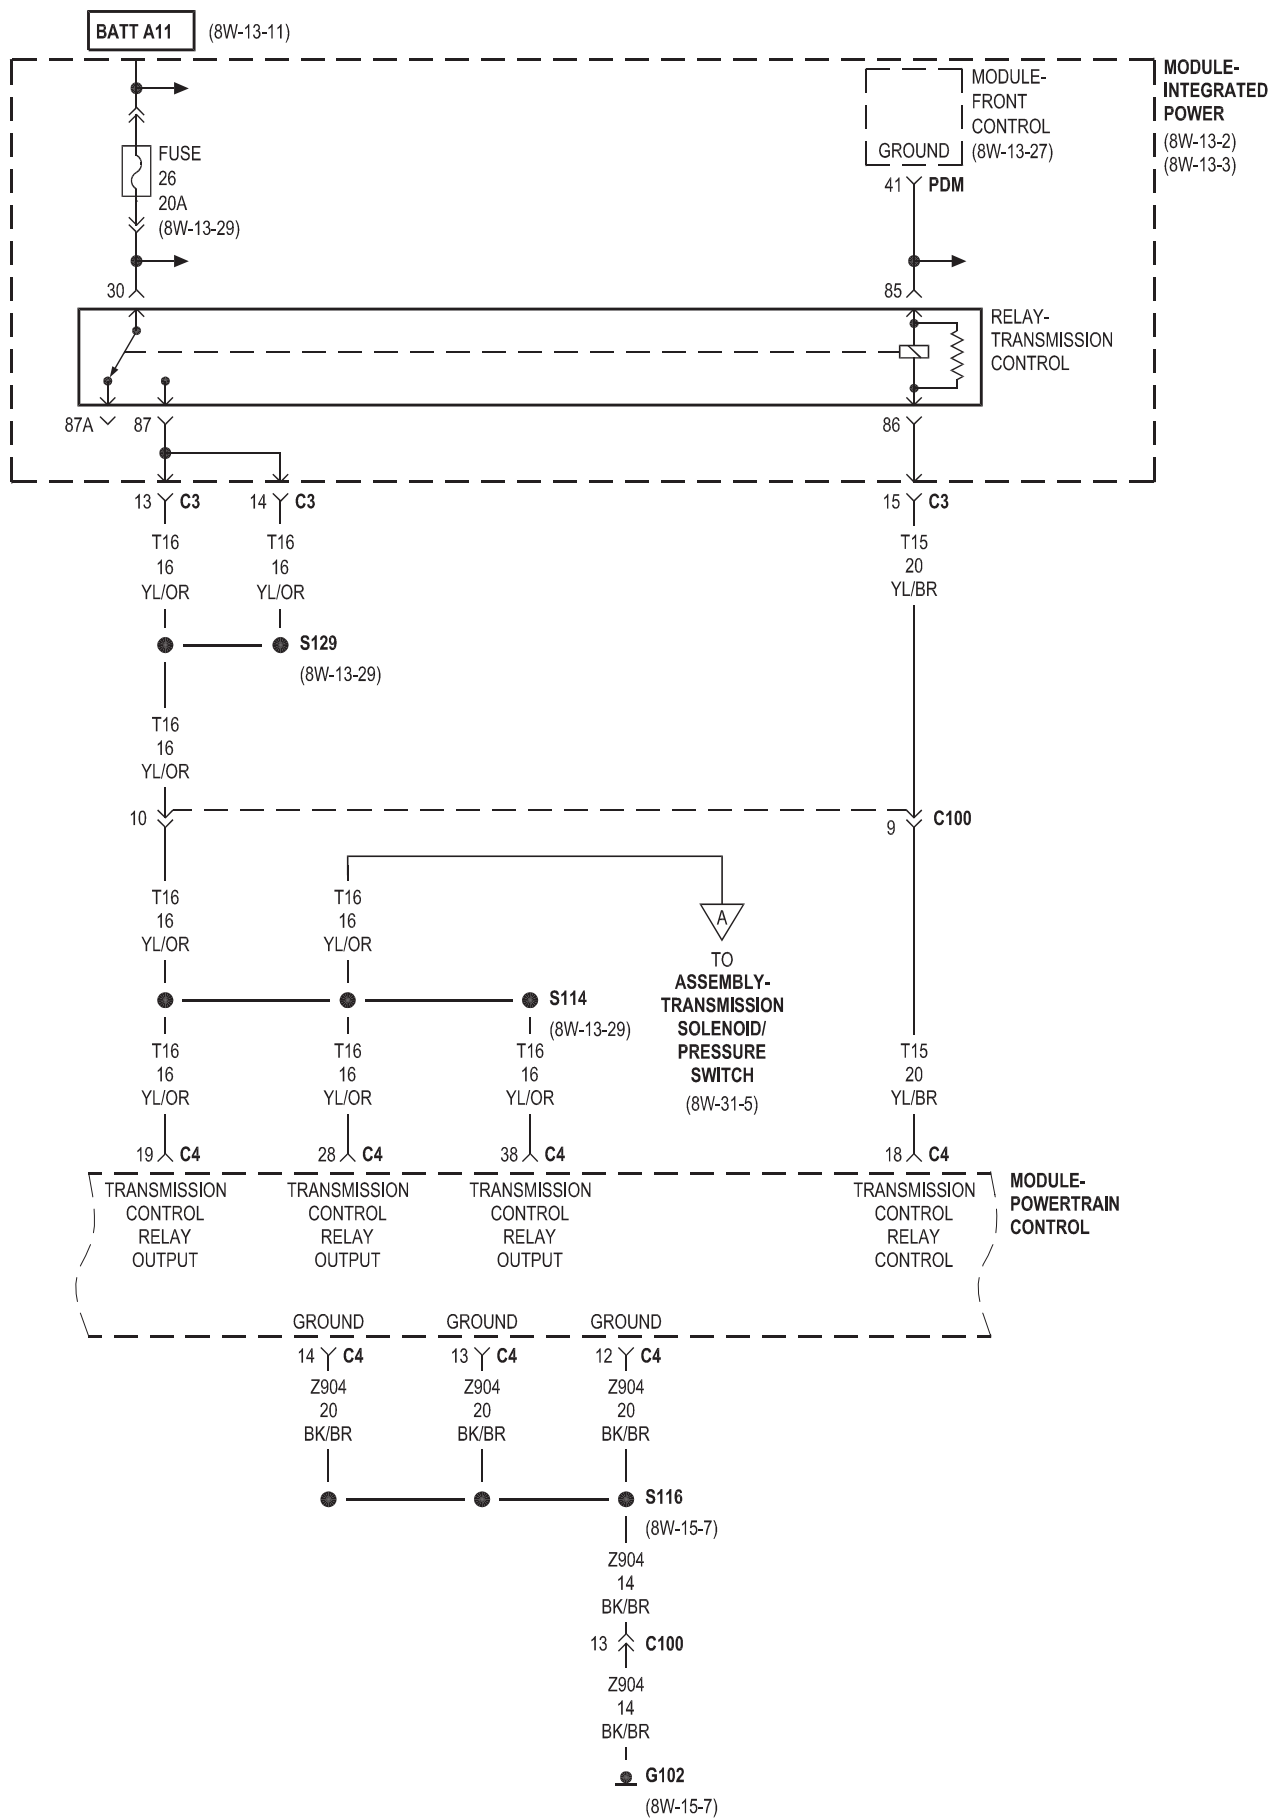 BATT A11 (8W-13-11)
MODULE-
INTEGRATED
POWER
(8W-13-2)
(8W-13-3)
MODULE-
FRONT
CONTROL
(8W-13-27)
GROUND
41 PDM
FUSE
26
20A
(8W-13-29)
30
85
RELAY-
TRANSMISSION
CONTROL
87A
87
86
13 C3
14 C3
15 C3
T16
16
YL/OR
T16
16
YL/OR
T15
20
YL/BR
S129
(8W-13-29)
T16
16
YL/OR
10
9
C100
T16
16
YL/OR
T16
16
YL/OR
A
TO
ASSEMBLY-
TRANSMISSION
SOLENOID/
PRESSURE
SWITCH
(8W-31-5)
S114
(8W-13-29)
T16
16
YL/OR
T16
16
YL/OR
T16
16
YL/OR
T15
20
YL/BR
19 C4
28 C4
38 C4
18 C4
TRANSMISSION
CONTROL
RELAY
OUTPUT
TRANSMISSION
CONTROL
RELAY
OUTPUT
TRANSMISSION
CONTROL
RELAY
OUTPUT
TRANSMISSION
CONTROL
RELAY
CONTROL
MODULE-
POWERTRAIN
CONTROL
GROUND
GROUND
GROUND
14 C4
13 C4
12 C4
Z904
20
BK/BR
Z904
20
BK/BR
Z904
20
BK/BR
S116
(8W-15-7)
Z904
14
BK/BR
13 C100
Z904
14
BK/BR
G102
(8W-15-7)